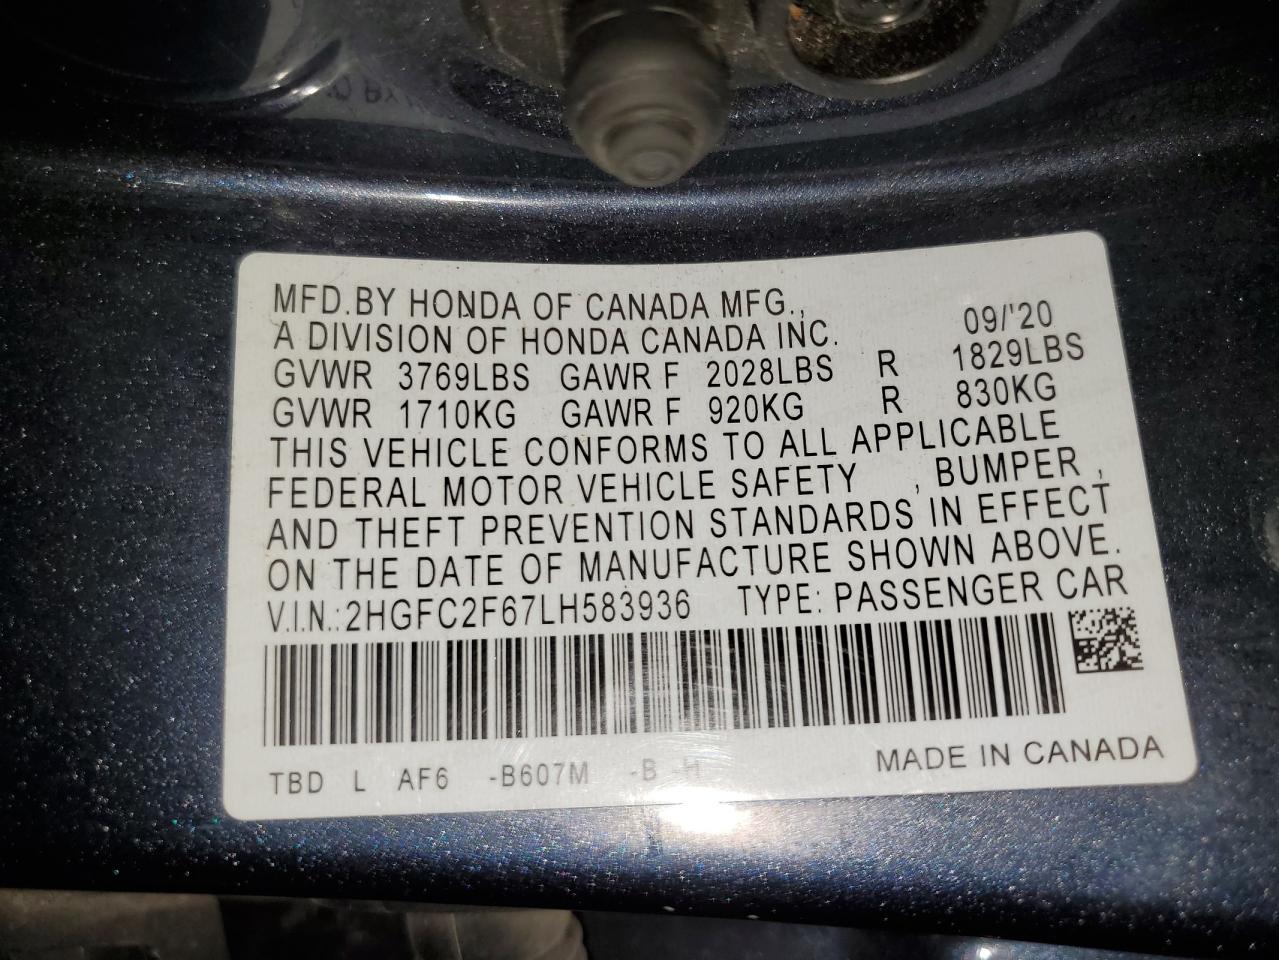 MFD.BY HONDA OF CANADA MFG.,
A DIVISION OF HONDA CANADA INC. 09/'20
GVWR 3769LBS GAWR F 2028LBS R 1829LBS
GVWR 1710KG GAWR F 920KG R 830KG
THIS VEHICLE CONFORMS TO ALL APPLICABLE
FEDERAL MOTOR VEHICLE SAFETY , BUMPER ,
AND THEFT PREVENTION STANDARDS IN EFFECT
ON THE DATE OF MANUFACTURE SHOWN ABOVE.
V.I.N.:2HGFC2F67LH583936 TYPE: PASSENGER CAR
TBD L AF6 -B607M -B -H MADE IN CANADA